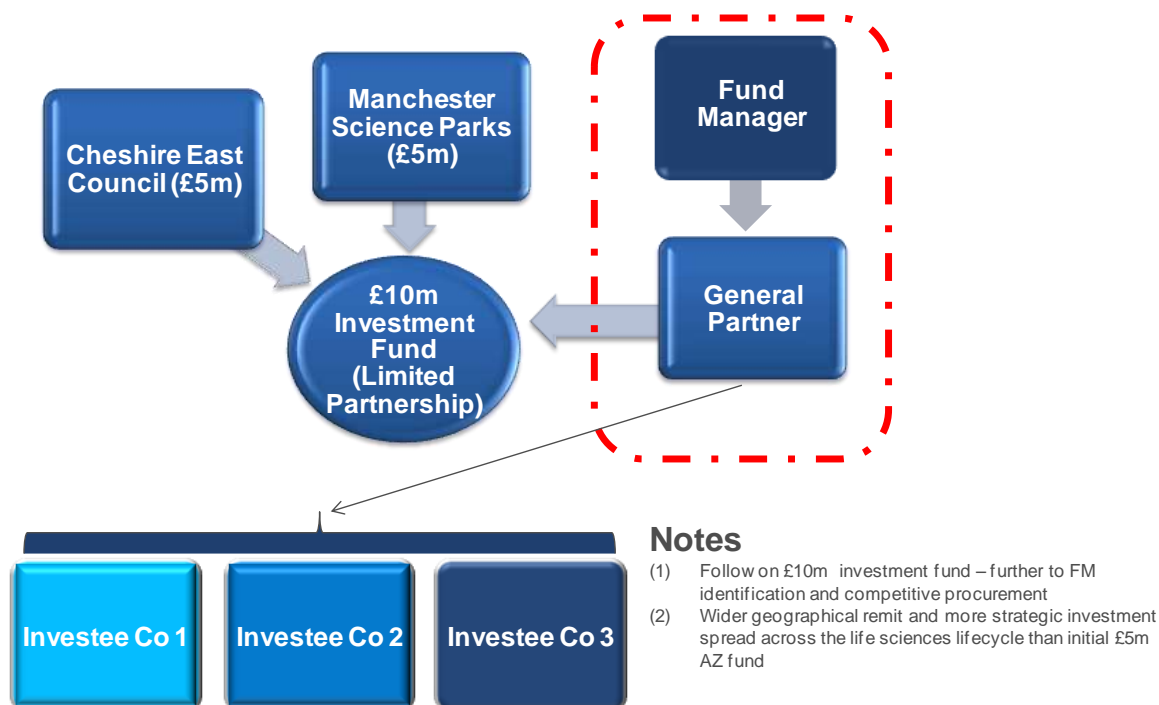 Fund
Manager
Manchester
Science Parks
(£5m)
Cheshire East
Council (£5m)
General
Partner
£10m
Investment
Fund
(Limited
Partnership)
Investee Co 1
Investee Co 2
Investee Co 3
Notes
(1) Follow on £10m investment fund – further to FM
identification and competitive procurement
(2) Wider geographical remit and more strategic investment
spread across the life sciences lifecycle than initial £5m
AZ fund